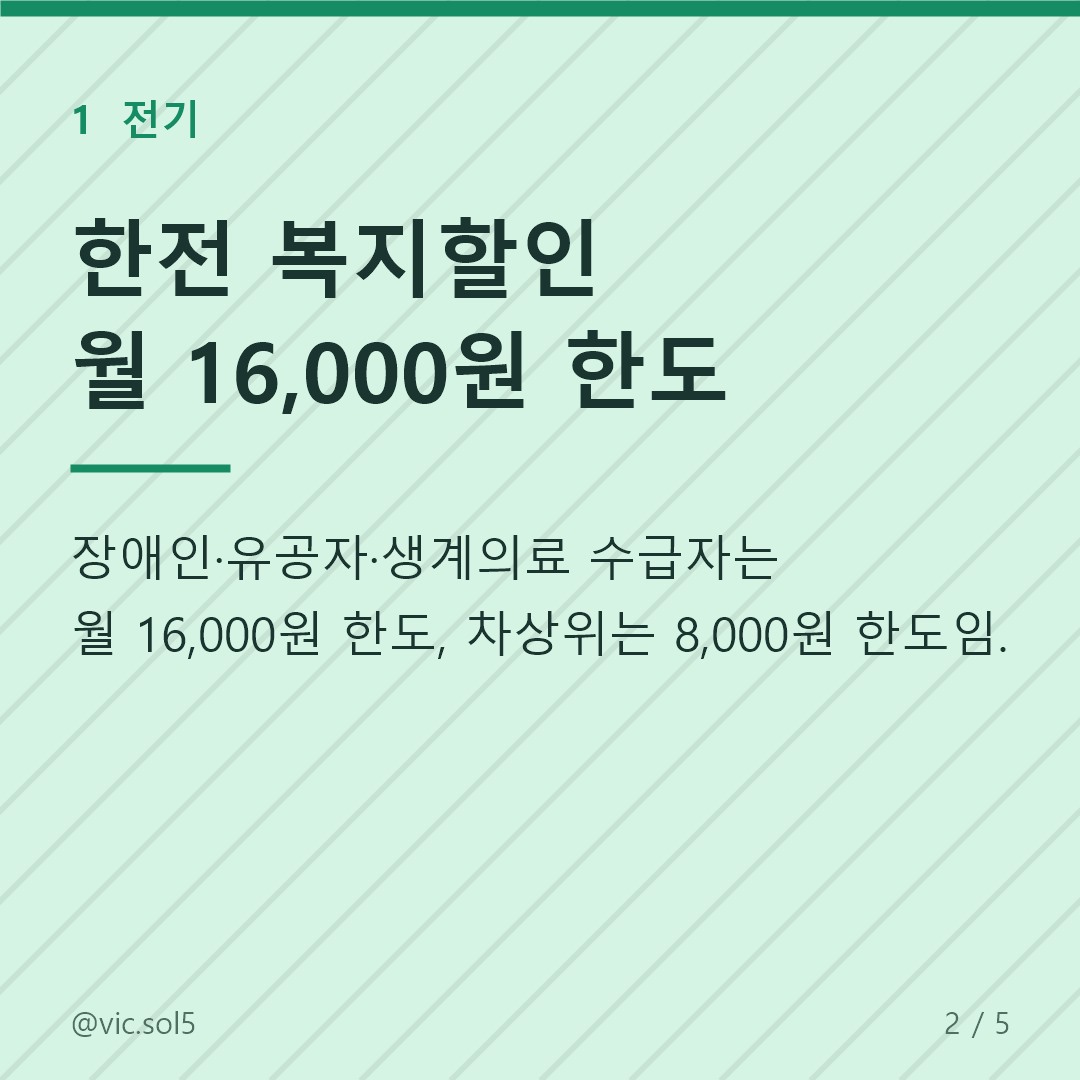 1 전기
한전 복지할인
월 16,000원 한도
장애인·유공자·생계의료 수급자는
월 16,000원 한도, 차상위는 8,000원 한도임.
@vic.sol5
2 / 5